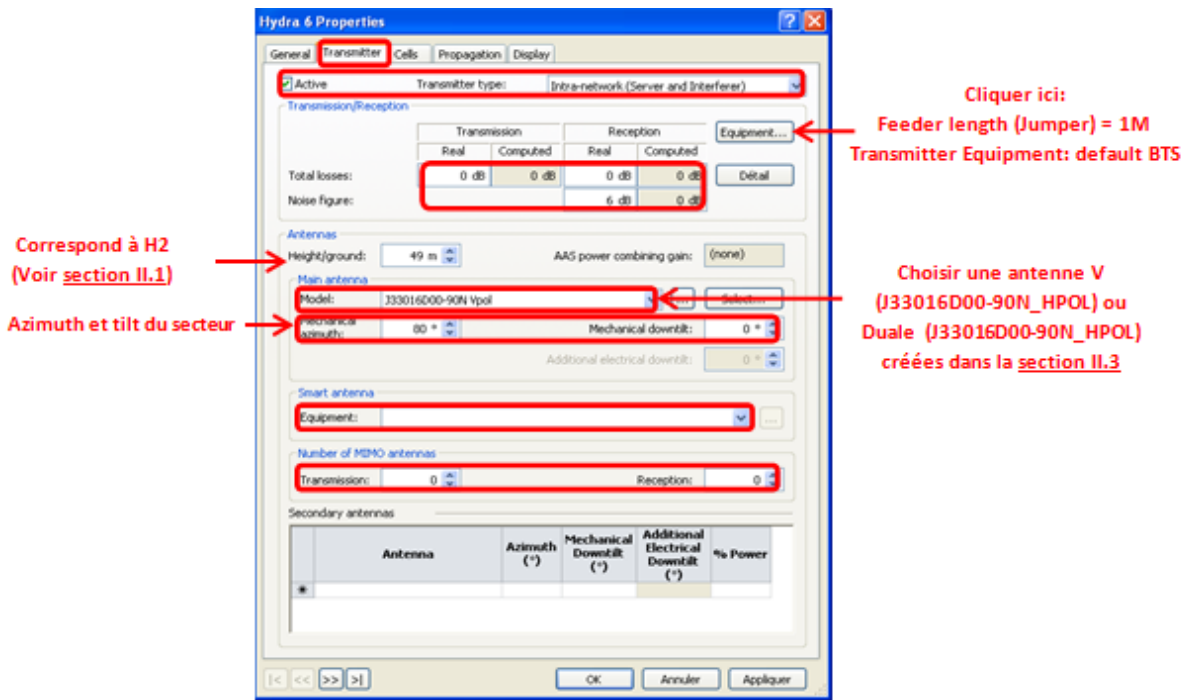 Hydra 6 Properties
General Transmitter Cells Propagation Display
Active Transmitter type: Intra-network (Server and Interferer)
Transmission/Reception
Transmission Reception
Real Computed Real Computed
Equipment...
Total losses: 0 dB 0 dB 0 dB 0 dB Détail
Noise figure: 6 dB 0 dB
Antennas
Height/ground: 49 m AAS power combining gain: (none)
Main antenna
Model: J33016D00-90N Vpol ... Select...
Mechanical azimuth: 80 ° Mechanical downtilt: 0 °
Additional electrical downtilt: 0 °
Smart antenna
Equipment: ...
Number of MIMO antennas
Transmission: 0 Reception: 0
Secondary antennas
Antenna Azimuth (°) Mechanical Downtilt (°) Additional Electrical Downtilt (°) % Power
|< << >> >| OK Annuler Appliquer
Correspond à H2
(Voir section II.1)
Azimuth et tilt du secteur
Cliquer ici:
Feeder length (Jumper) = 1M
Transmitter Equipment: default BTS
Choisir une antenne V
(J33016D00-90N_HPOL) ou
Duale (J33016D00-90N_HPOL)
créées dans la section II.3